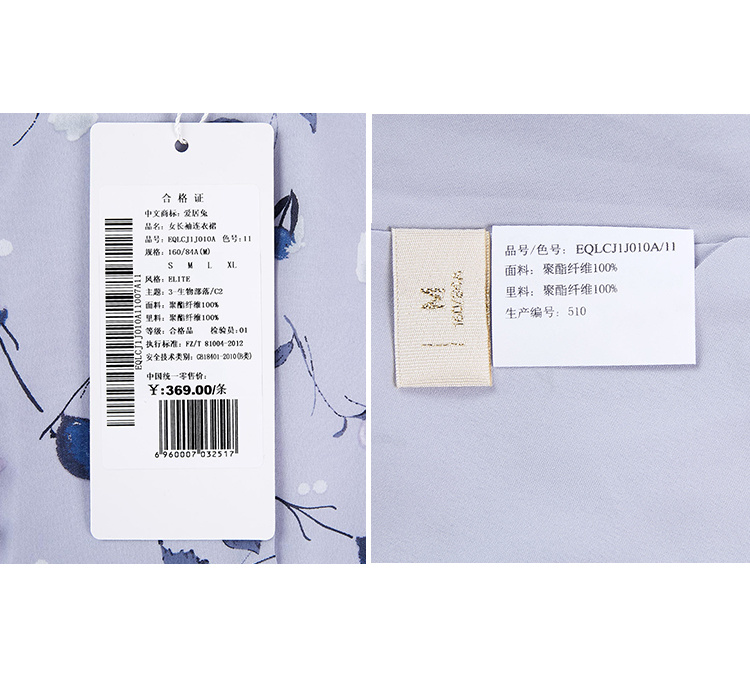 合格证
中文商标: 爱居兔
品名: 女长袖连衣裙
品号: EQLCJ1J010A 色号: 11
规格: 160/84A(M)
S M L XL
风格: ELITE
主题: 3-生物部落/C2
面料: 聚酯纤维100%
里料: 聚酯纤维100%
等级: 合格品 检验员: 01
执行标准: FZ/T 81004-2012
安全技术类别: GB18401-2010(B类)
中国统一零售价:
¥:369.00/条
6960007032517
EQLCJ1J010A11007A11
M
160/84A
品号/色号: EQLCJ1J010A/11
面料: 聚酯纤维100%
里料: 聚酯纤维100%
生产编号: 510